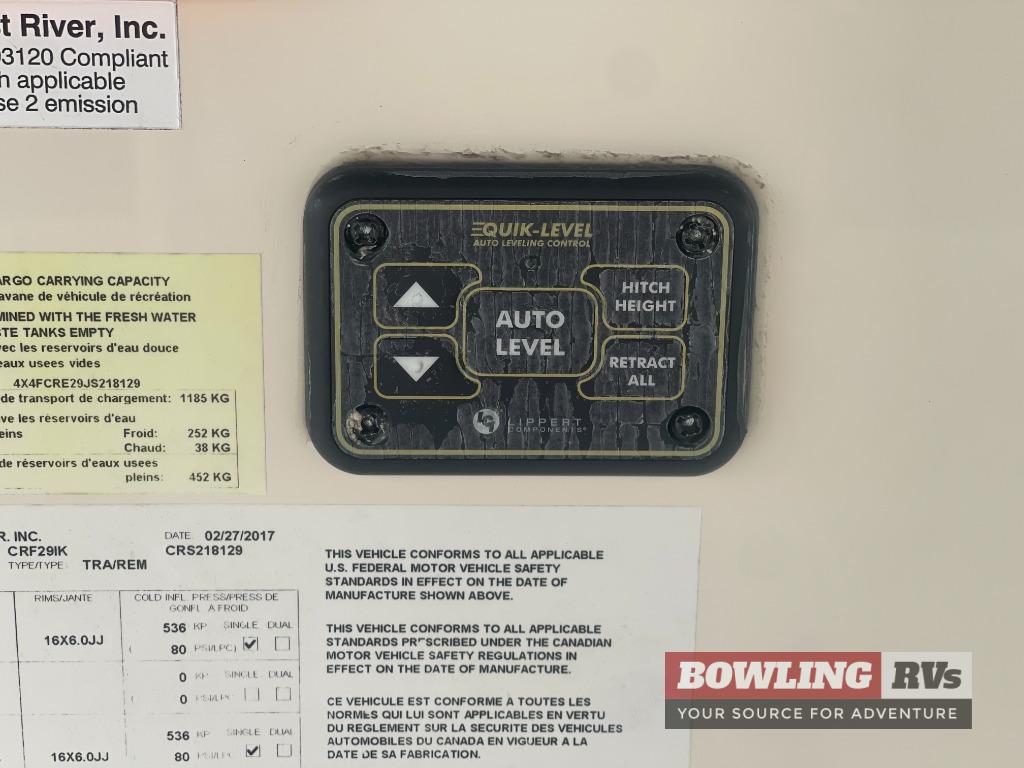 t River, Inc.
3120 Compliant
h applicable
se 2 emission
EQUIK-LEVEL
AUTO LEVELING CONTROL
HITCH
HEIGHT
AUTO
LEVEL
RETRACT
ALL
LIPPERT
COMPONENTS®
ARGO CARRYING CAPACITY
avane de véhicule de récréation
MINED WITH THE FRESH WATER
STE TANKS EMPTY
vec les reservoirs d'eau douce
eaux usees vides
4X4FCRE29JS218129
de transport de chargement: 1185 KG
ve les réservoirs d'eau
eins Froid: 252 KG
Chaud: 38 KG
de réservoirs d'eaux usees
pleins: 452 KG
R. INC. DATE 02/27/2017
CRF29IK CRS218129
TYPE/TYPE TRA/REM
RIMS/JANTE COLD INFL. PRESS/PRESS DE
GONFL. A FROID
536 KP SINGLE DUAL
16X6.0JJ ( 80 PSI/LPC)
0 KP SINGLE DUAL
( 0 PSI/LPC
536 KP SINGLE DUAL
16X6.0JJ 80 PSI/LPC
THIS VEHICLE CONFORMS TO ALL APPLICABLE
U.S. FEDERAL MOTOR VEHICLE SAFETY
STANDARDS IN EFFECT ON THE DATE OF
MANUFACTURE SHOWN ABOVE.
THIS VEHICLE CONFORMS TO ALL APPLICABLE
STANDARDS PRESCRIBED UNDER THE CANADIAN
MOTOR VEHICLE SAFETY REGULATIONS IN
EFFECT ON THE DATE OF MANUFACTURE.
CE VEHICULE EST CONFORME A TOUTES LES
NORMES QUI LUI SONT APPLICABLES EN VERTU
DU REGLEMENT SUR LA SECURITE DES VEHICULES
AUTOMOBILES DU CANADA EN VIGUEUR A LA
DATE DE SA FABRICATION.
BOWLING RVs
YOUR SOURCE FOR ADVENTURE